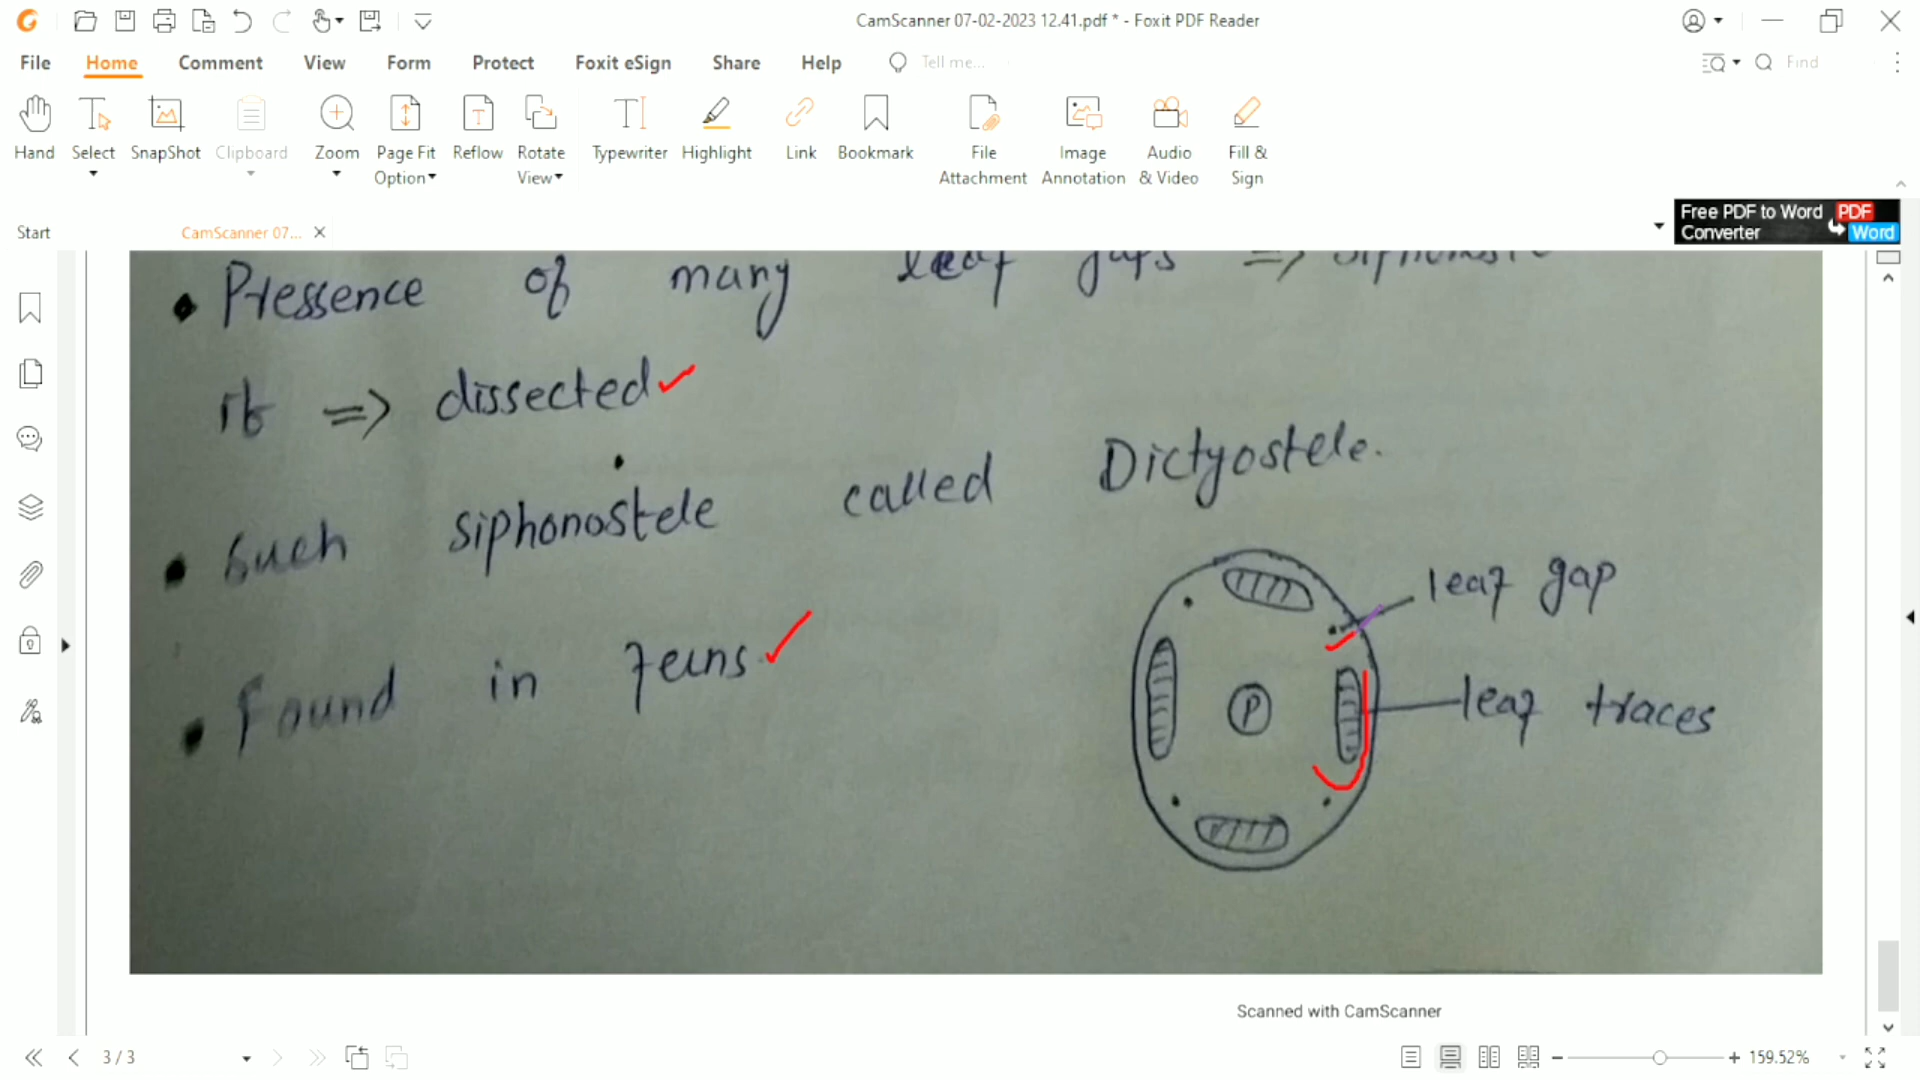 CamScanner 07-02-2023 12.41.pdf * - Foxit PDF Reader
File Home Comment View Form Protect Foxit eSign Share Help Tell me... Find
Hand Select SnapShot Clipboard Zoom Page Fit Option Reflow Rotate View Typewriter Highlight Link Bookmark File Attachment Image Annotation Audio & Video Fill & Sign
Free PDF to Word Converter PDF Word
Start CamScanner 07...
Pressence of many leaf gaps =>
it => dissected
Such siphonostele called Dictyostele.
leaf gap
Found in ferns.
P
leaf traces
Scanned with CamScanner
3 / 3
159.52%